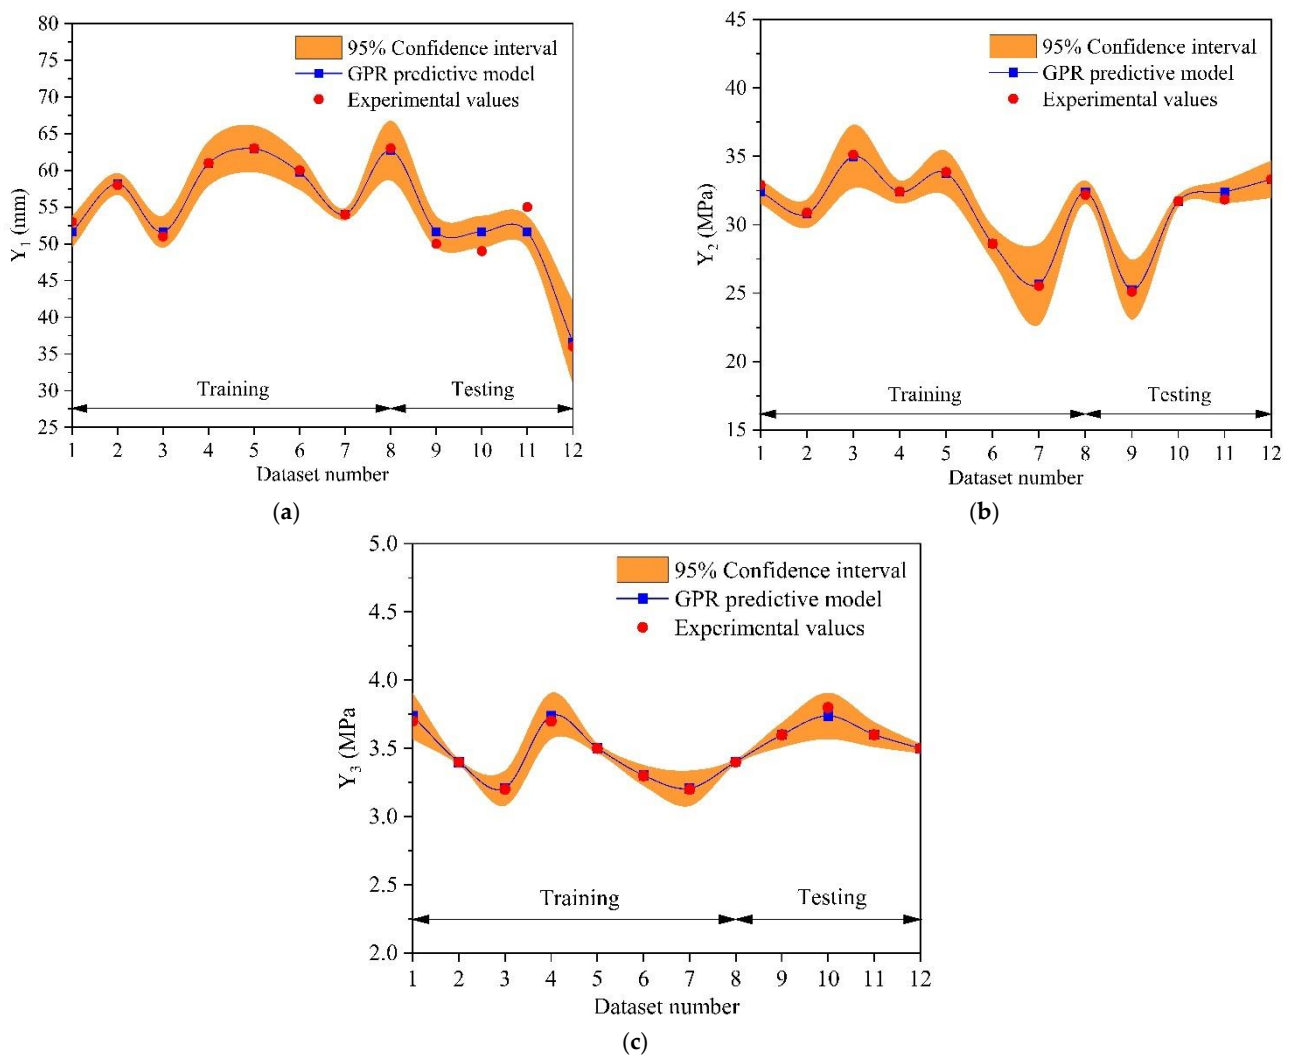 80
75
70
65
60
55
50
45
40
35
30
25
Y1 (mm)
95% Confidence interval
GPR predictive model
Experimental values
Training
Testing
1 2 3 4 5 6 7 8 9 10 11 12
Dataset number
(a)
45
40
35
30
25
20
15
Y2 (MPa)
95% Confidence interval
GPR predictive model
Experimental values
Training
Testing
1 2 3 4 5 6 7 8 9 10 11 12
Dataset number
(b)
5.0
4.5
4.0
3.5
3.0
2.5
2.0
Y3 (MPa
95% Confidence interval
GPR predictive model
Experimental values
Training
Testing
1 2 3 4 5 6 7 8 9 10 11 12
Dataset number
(c)